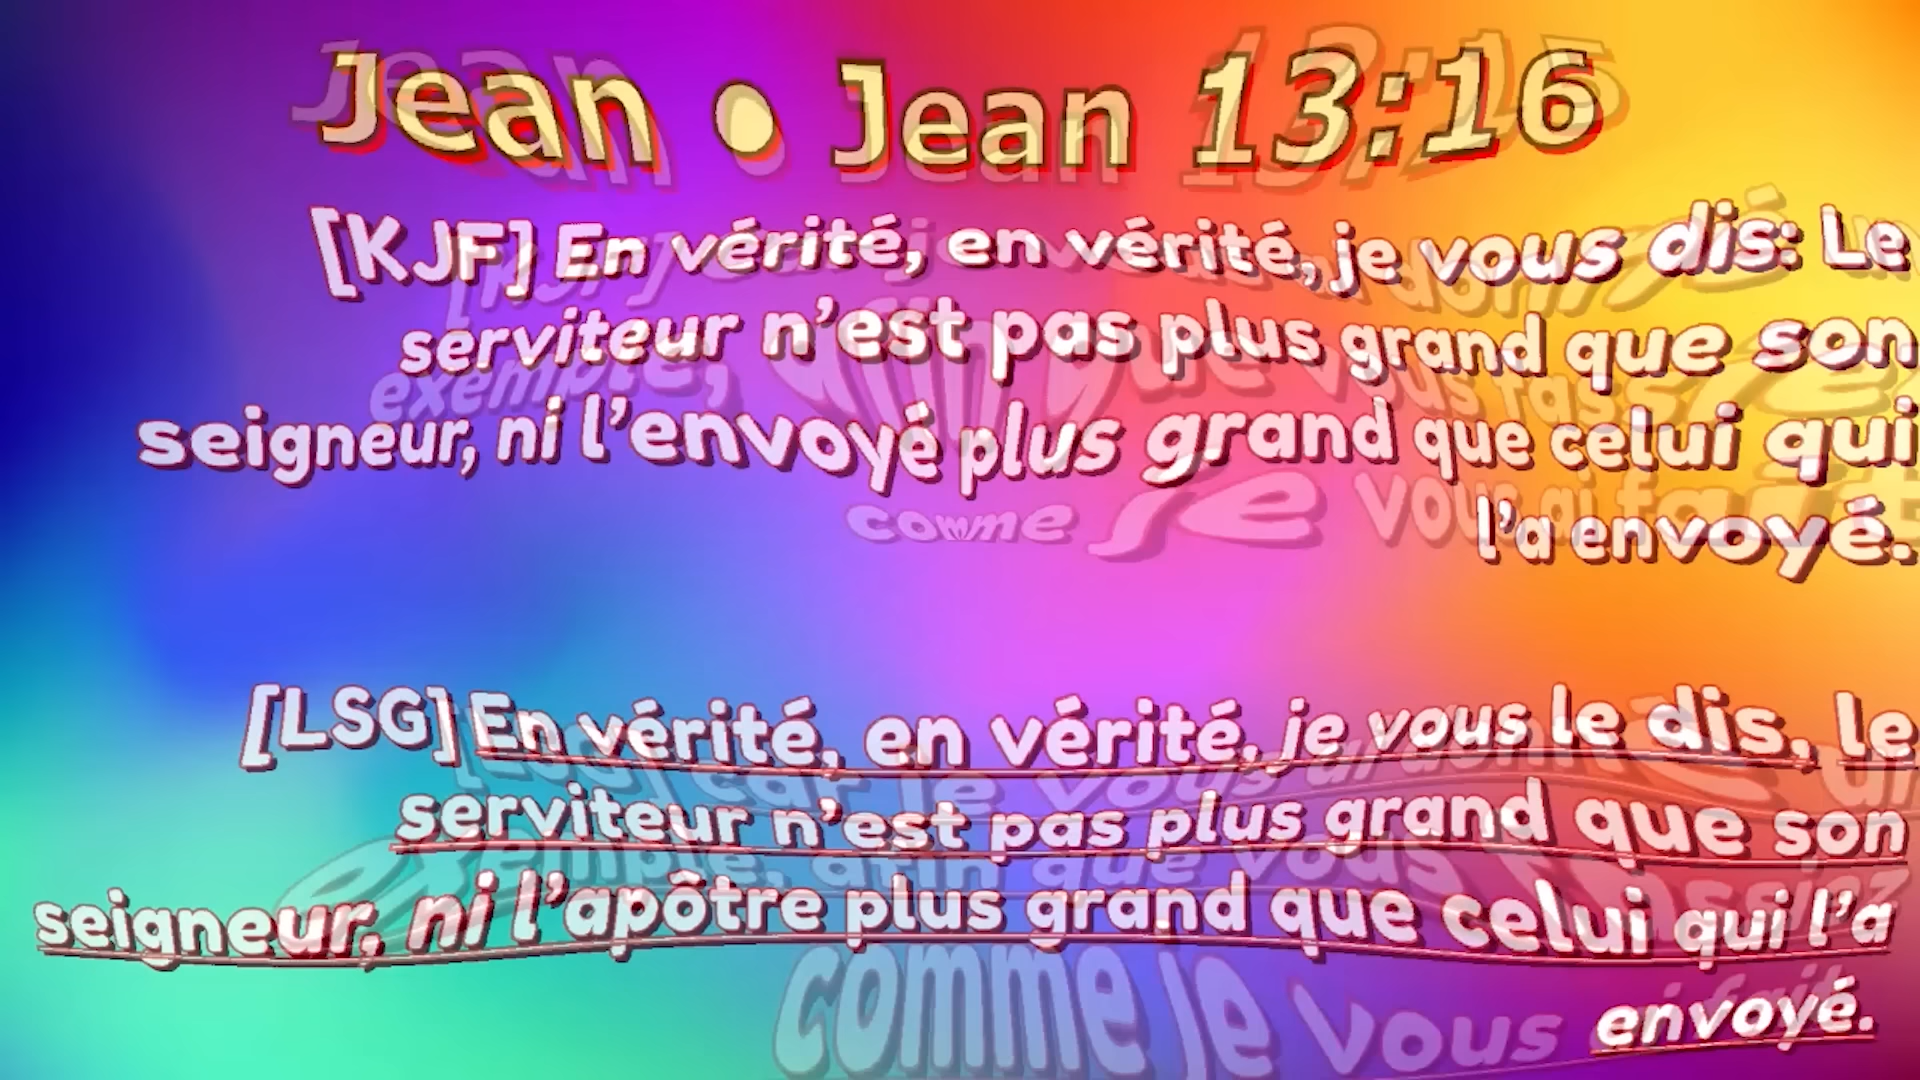 Jean • Jean 13:16
[KJF] En vérité, en vérité, je vous dis: Le
serviteur n'est pas plus grand que son
seigneur, ni l'envoyé plus grand que celui qui
l'a envoyé.
[LSG] En vérité, en vérité, je vous le dis, le
serviteur n'est pas plus grand que son
seigneur, ni l'apôtre plus grand que celui qui l'a
envoyé.